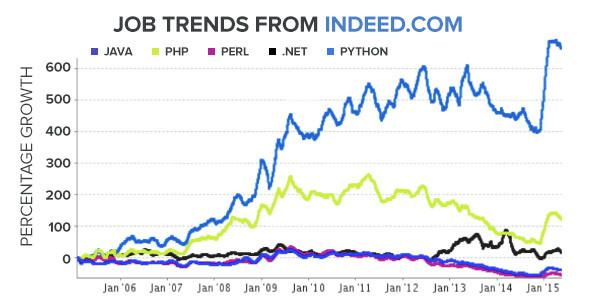 JOB TRENDS FROM INDEED.COM
JAVA PHP PERL .NET PYTHON
PERCENTAGE GROWTH
600
500
400
300
200
100
0
Jan'06 Jan'07 Jan'08 Jan'09 Jan'10 Jan'11 Jan'12 Jan'13 Jan'14 Jan'15